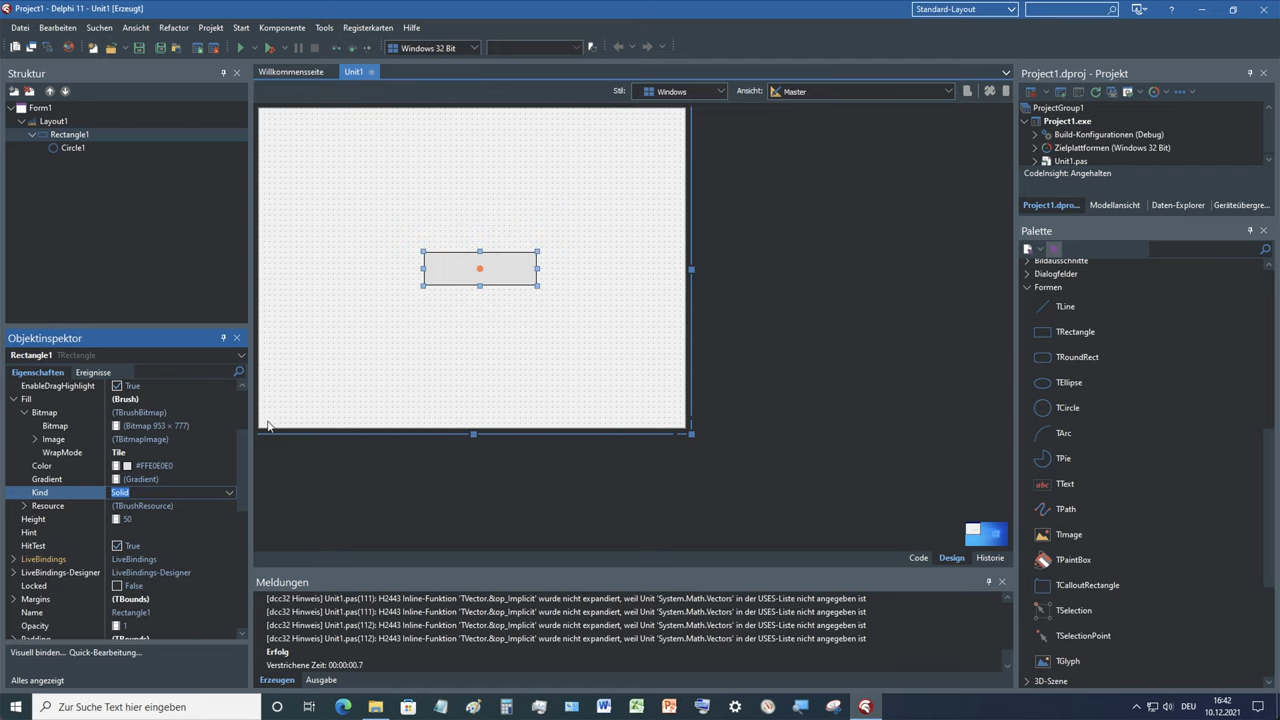 Project1 - Delphi 11 - Unit1 [Erzeugt]
Standard-Layout
Datei Bearbeiten Suchen Ansicht Refactor Projekt Start Komponente Tools Registerkarten Hilfe
Windows 32 Bit
Struktur
Form1
Layout1
Rectangle1
Circle1
Willkommensseite Unit1
Stil: Windows Ansicht: Master
Project1.dproj - Projekt
ProjectGroup1
Project1.exe
Build-Konfigurationen (Debug)
Zielplattformen (Windows 32 Bit)
Unit1.pas
CodeInsight: Angehalten
Project1.dpro... Modellansicht Daten-Explorer Geräteübergre...
Palette
Bildausschnitte
Dialogfelder
Formen
TLine
TRectangle
TRoundRect
TEllipse
TCircle
TArc
TPie
abc TText
TPath
TImage
TPaintBox
TCalloutRectangle
TSelection
TSelectionPoint
TGlyph
3D-Szene
Objektinspektor
Rectangle1 TRectangle
Eigenschaften Ereignisse
EnableDragHighlight True
Fill (Brush)
Bitmap (TBrushBitmap)
Bitmap (Bitmap 953 × 777)
Image (TBitmapImage)
WrapMode Tile
Color #FFE0E0E0
Gradient (Gradient)
Kind Solid
Resource (TBrushResource)
Height 50
Hint
HitTest True
LiveBindings LiveBindings
LiveBindings-Designer LiveBindings-Designer
Locked False
Margins (TBounds)
Name Rectangle1
Opacity 1
Padding (TBounds)
Visuell binden... Quick-Bearbeitung...
Alles angezeigt
Code Design Historie
Meldungen
[dcc32 Hinweis] Unit1.pas(111): H2443 Inline-Funktion 'TVector.&op_Implicit' wurde nicht expandiert, weil Unit 'System.Math.Vectors' in der USES-Liste nicht angegeben ist
[dcc32 Hinweis] Unit1.pas(111): H2443 Inline-Funktion 'TVector.&op_Implicit' wurde nicht expandiert, weil Unit 'System.Math.Vectors' in der USES-Liste nicht angegeben ist
[dcc32 Hinweis] Unit1.pas(112): H2443 Inline-Funktion 'TVector.&op_Implicit' wurde nicht expandiert, weil Unit 'System.Math.Vectors' in der USES-Liste nicht angegeben ist
[dcc32 Hinweis] Unit1.pas(112): H2443 Inline-Funktion 'TVector.&op_Implicit' wurde nicht expandiert, weil Unit 'System.Math.Vectors' in der USES-Liste nicht angegeben ist
Erfolg
Verstrichene Zeit: 00:00:00.7
Erzeugen Ausgabe
Zur Suche Text hier eingeben
DEU
16:42
10.12.2021